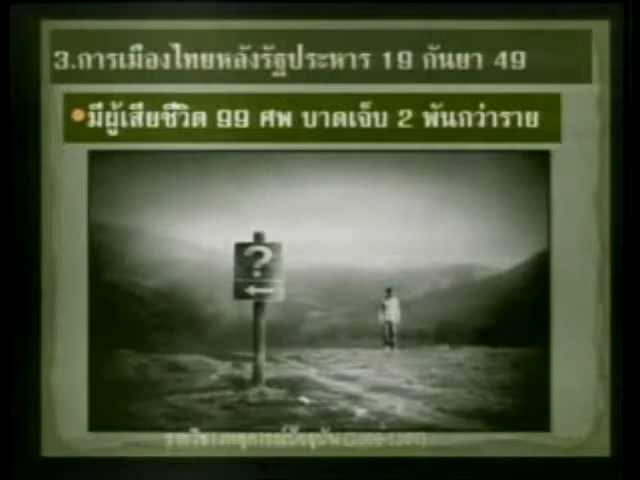 3.การเมืองไทยหลังรัฐประหาร 19 กันยา 49
มีผู้เสียชีวิต 99 ศพ บาดเจ็บ 2 พันกว่าราย
?